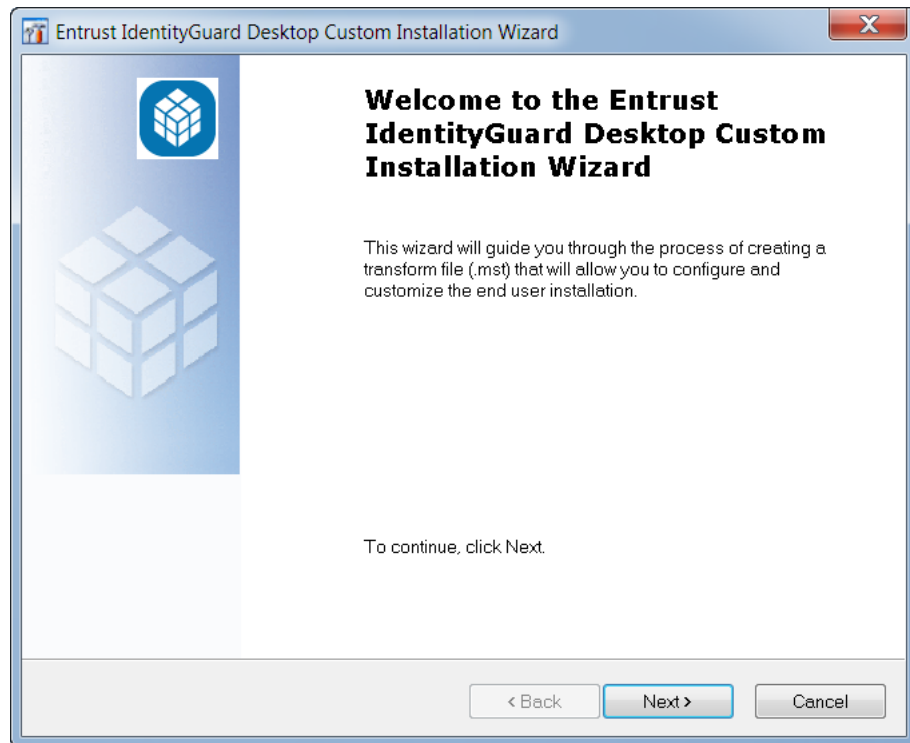 Entrust IdentityGuard Desktop Custom Installation Wizard
X
Welcome to the Entrust
IdentityGuard Desktop Custom
Installation Wizard
This wizard will guide you through the process of creating a
transform file (.mst) that will allow you to configure and
customize the end user installation.
To continue, click Next.
< Back
Next >
Cancel